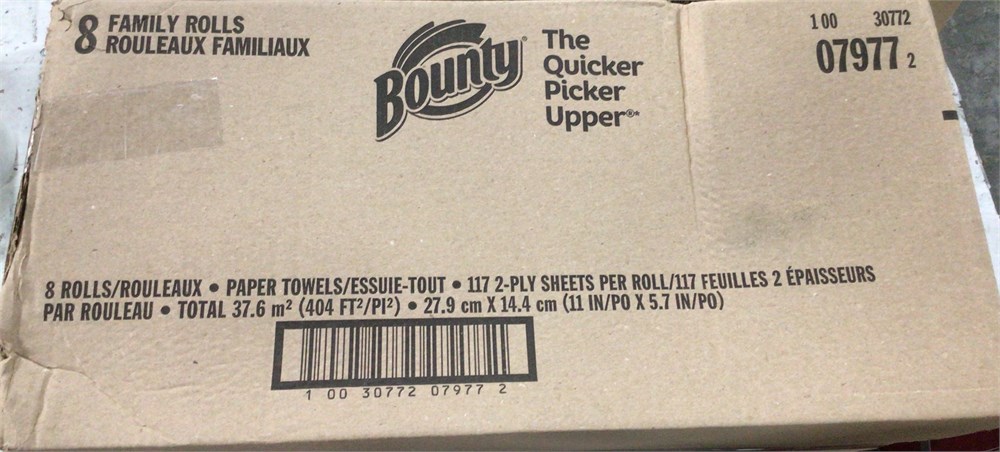 8 FAMILY ROLLS
ROULEAUX FAMILIAUX
Bounty®
The
Quicker
Picker
Upper®*
1 00 30772
07977 2
8 ROLLS/ROULEAUX • PAPER TOWELS/ESSUIE-TOUT • 117 2-PLY SHEETS PER ROLL/117 FEUILLES 2 ÉPAISSEURS
PAR ROULEAU • TOTAL 37.6 m² (404 FT²/PI²) • 27.9 cm X 14.4 cm (11 IN/PO X 5.7 IN/PO)
1 00 30772 07977 2